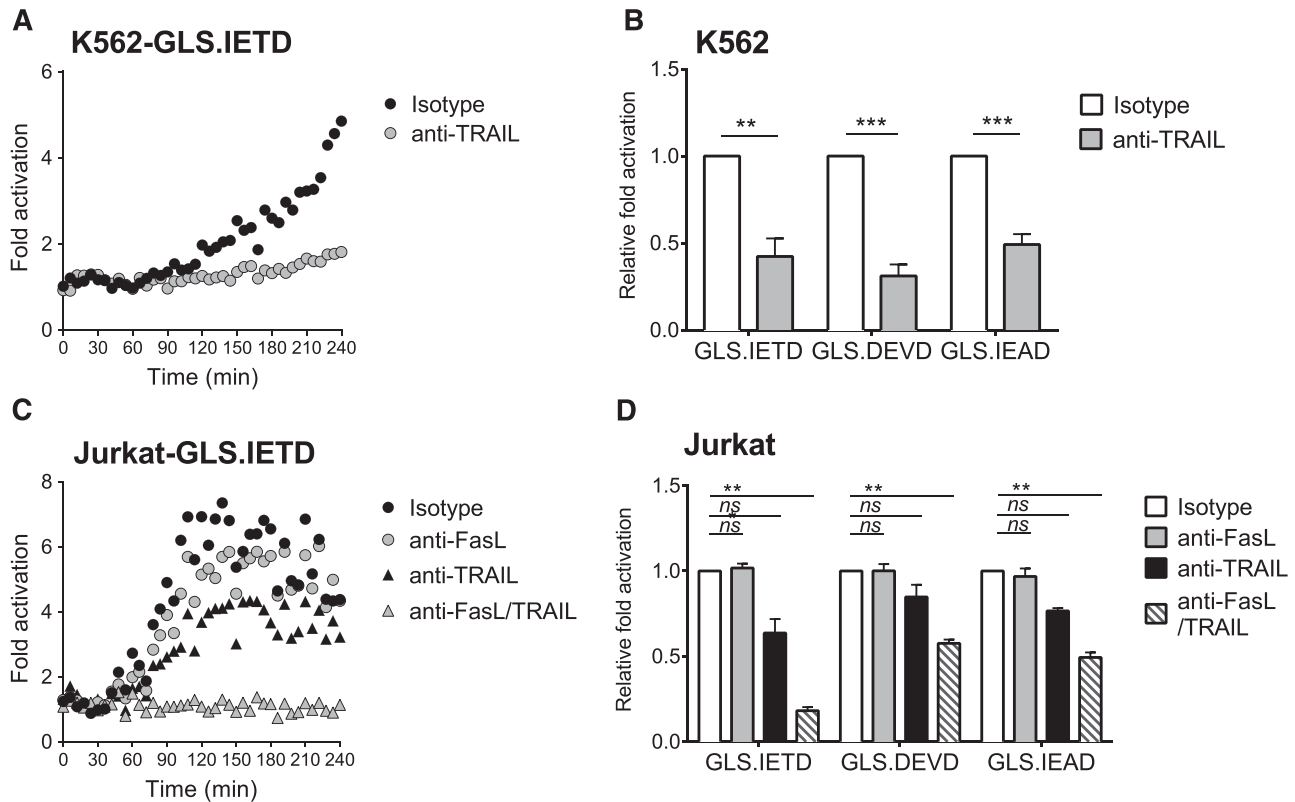 A
K562-GLS.IETD
Fold activation
6
4
2
0
0 30 60 90 120 150 180 210 240
Time (min)
Isotype
anti-TRAIL
B
K562
Relative fold activation
1.5
1.0
0.5
0.0
** *** ***
GLS.IETD GLS.DEVD GLS.IEAD
Isotype
anti-TRAIL
C
Jurkat-GLS.IETD
Fold activation
8
6
4
2
0
0 30 60 90 120 150 180 210 240
Time (min)
Isotype
anti-FasL
anti-TRAIL
anti-FasL/TRAIL
D
Jurkat
Relative fold activation
1.5
1.0
0.5
0.0
** ** **
ns ns ns
*
ns ns ns
GLS.IETD GLS.DEVD GLS.IEAD
Isotype
anti-FasL
anti-TRAIL
anti-FasL
/TRAIL